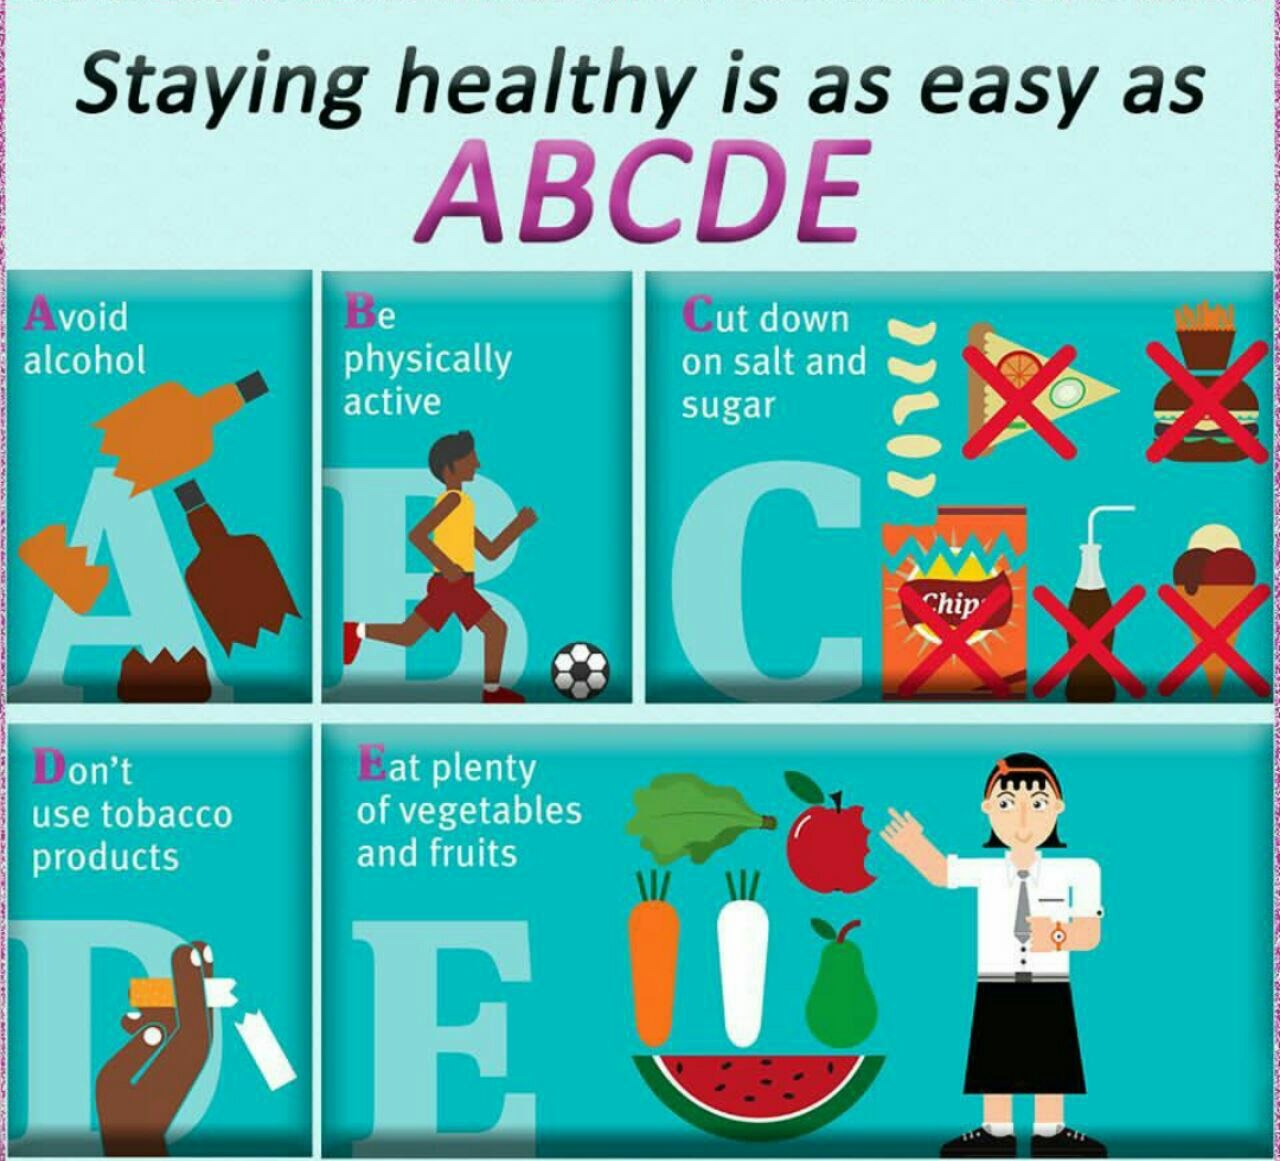 Staying healthy is as easy as
ABCDE
Avoid
alcohol
Be
physically
active
Cut down
on salt and
sugar
Chip
Don't
use tobacco
products
Eat plenty
of vegetables
and fruits
A
B
C
D
E